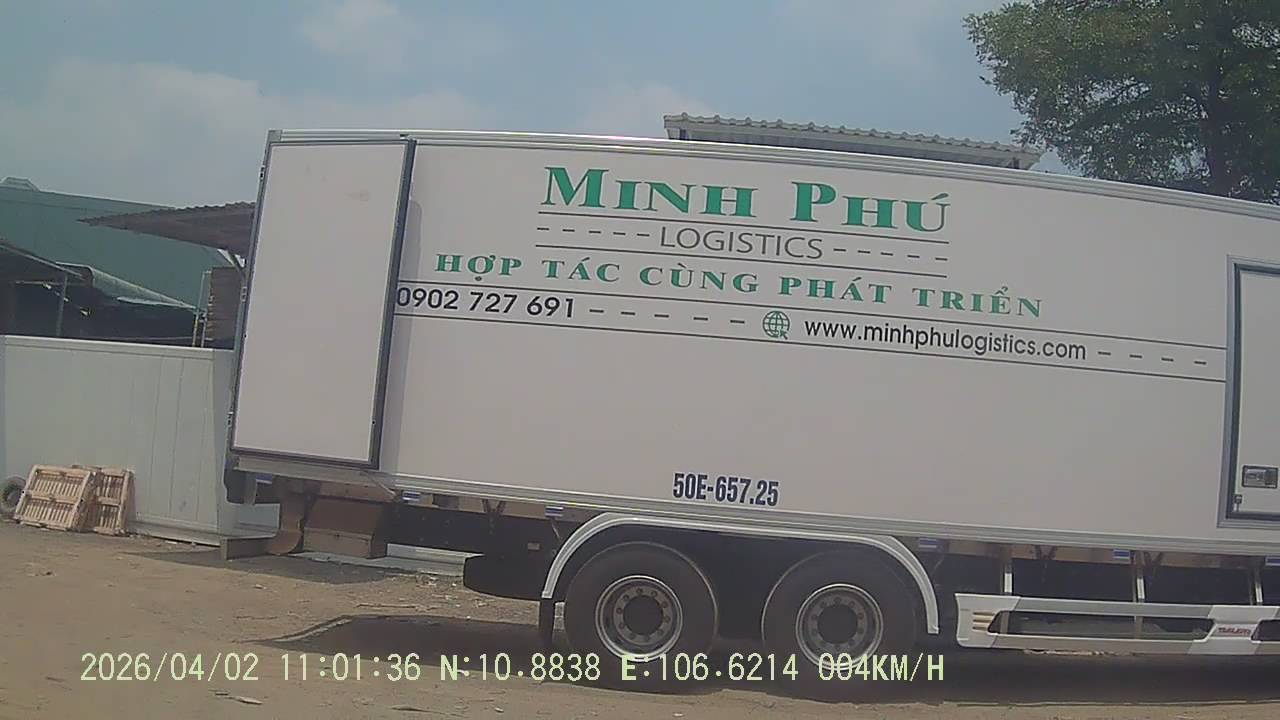 MINH PHÚ
LOGISTICS
HỢP TÁC CÙNG PHÁT TRIỂN
0902 727 691
www.minhphulogistics.com
50E-657.25
2026/04/02 11:01:36 N:10.8838 E:106.6214 004KM/H